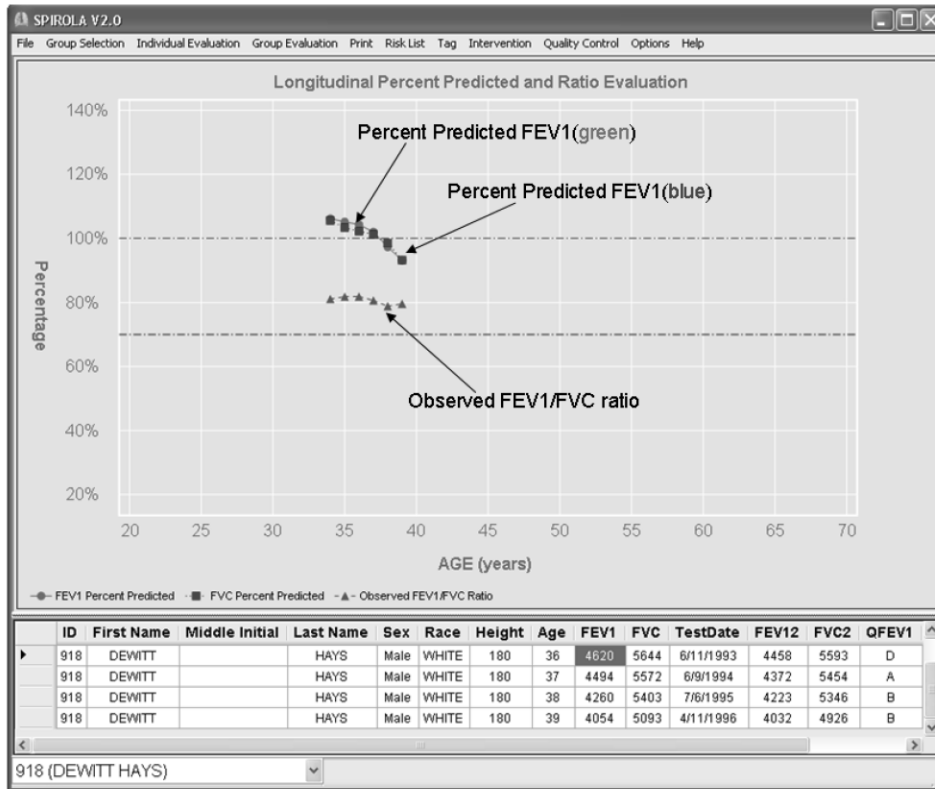 SPIROLA V2.0
File Group Selection Individual Evaluation Group Evaluation Print Risk List Tag Intervention Quality Control Options Help
Longitudinal Percent Predicted and Ratio Evaluation
140%
120%
100%
80%
60%
40%
20%
Percentage
Percent Predicted FEV1(green)
Percent Predicted FEV1(blue)
Observed FEV1/FVC ratio
20 25 30 35 40 45 50 55 60 65 70
AGE (years)
FEV1 Percent Predicted FVC Percent Predicted Observed FEV1/FVC Ratio
ID First Name Middle Initial Last Name Sex Race Height Age FEV1 FVC TestDate FEV12 FVC2 QFEV1
918 DEWITT HAYS Male WHITE 180 36 4620 5644 6/11/1993 4458 5593 D
918 DEWITT HAYS Male WHITE 180 37 4494 5572 6/9/1994 4372 5454 A
918 DEWITT HAYS Male WHITE 180 38 4260 5403 7/6/1995 4223 5346 B
918 DEWITT HAYS Male WHITE 180 39 4054 5093 4/11/1996 4032 4926 B
918 (DEWITT HAYS)